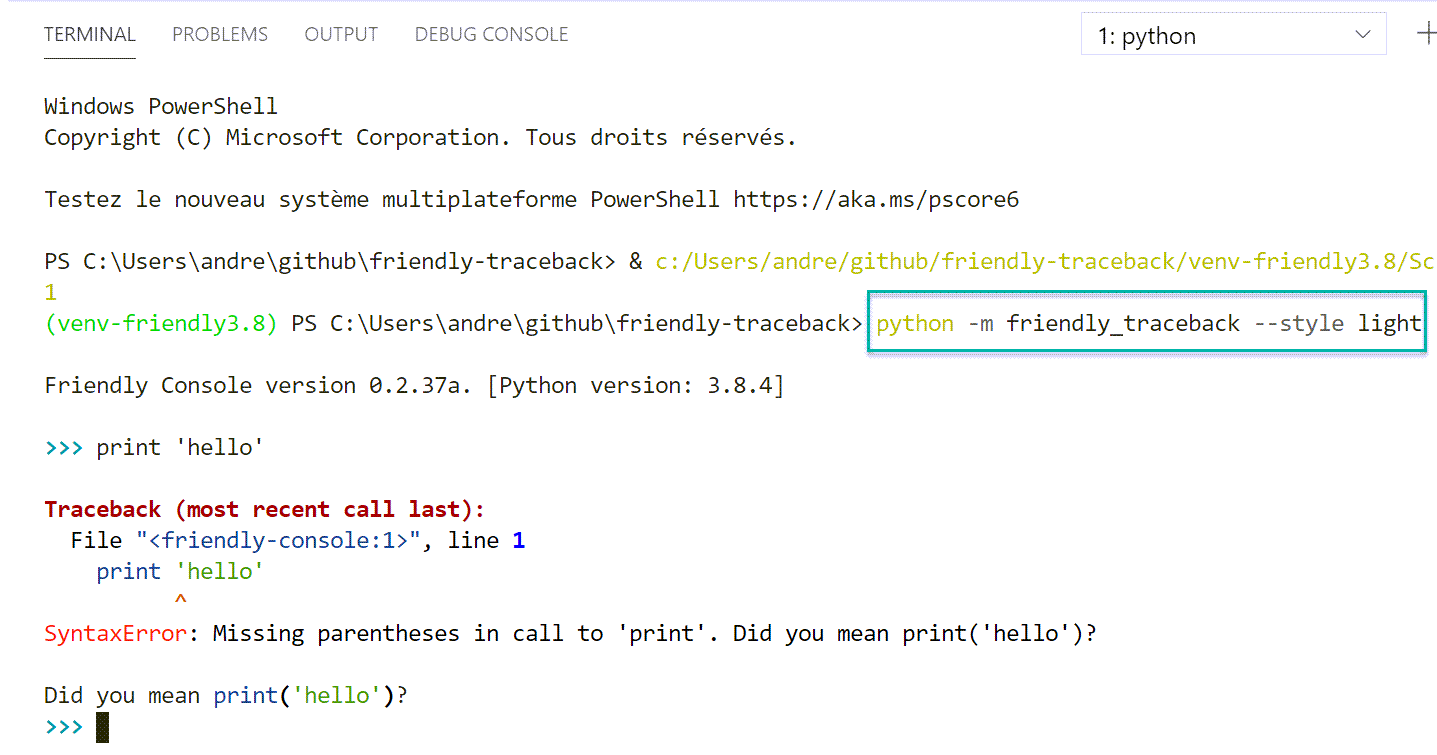 TERMINAL PROBLEMS OUTPUT DEBUG CONSOLE 1: python
Windows PowerShell
Copyright (C) Microsoft Corporation. Tous droits réservés.
Testez le nouveau système multiplateforme PowerShell https://aka.ms/pscore6
PS C:\Users\andre\github\friendly-traceback> & c:/Users/andre/github/friendly-traceback/venv-friendly3.8/Sc
1
(venv-friendly3.8) PS C:\Users\andre\github\friendly-traceback> python -m friendly_traceback --style light
Friendly Console version 0.2.37a. [Python version: 3.8.4]
>>> print 'hello'
Traceback (most recent call last):
  File "<friendly-console:1>", line 1
    print 'hello'
          ^
SyntaxError: Missing parentheses in call to 'print'. Did you mean print('hello')?
Did you mean print('hello')?
>>>